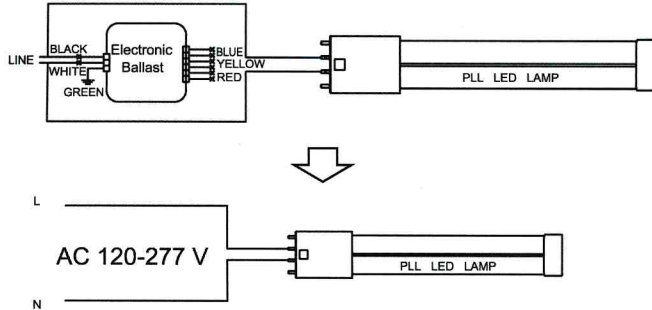 BLACK
LINE
WHITE
GREEN
Electronic
Ballast
BLUE
YELLOW
RED
PLL LED LAMP
L
AC 120-277 V
N
PLL LED LAMP